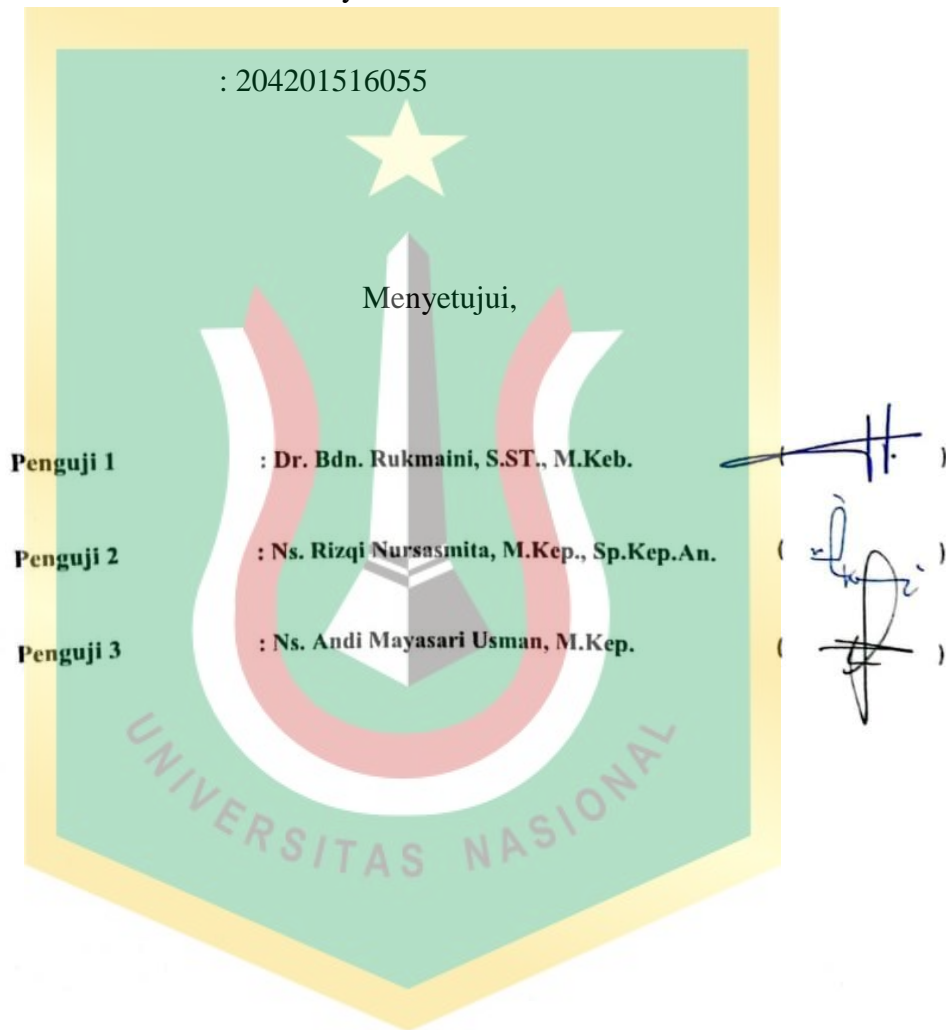 : 204201516055
Menyetujui,
Penguji 1 : Dr. Bdn. Rukmaini, S.ST., M.Keb. ( )
Penguji 2 : Ns. Rizqi Nursasmita, M.Kep., Sp.Kep.An. ( )
Penguji 3 : Ns. Andi Mayasari Usman, M.Kep. ( )
UNIVERSITAS NASIONAL